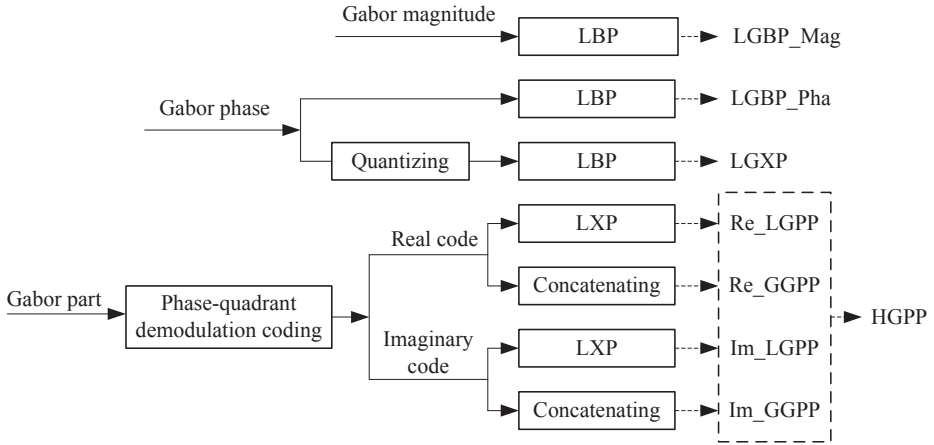 Gabor magnitude
LBP
LGBP_Mag
Gabor phase
LBP
LGBP_Pha
Quantizing
LBP
LGXP
Real code
LXP
Re_LGPP
Concatenating
Re_GGPP
Gabor part
Phase-quadrant
demodulation coding
HGPP
Imaginary
code
LXP
Im_LGPP
Concatenating
Im_GGPP